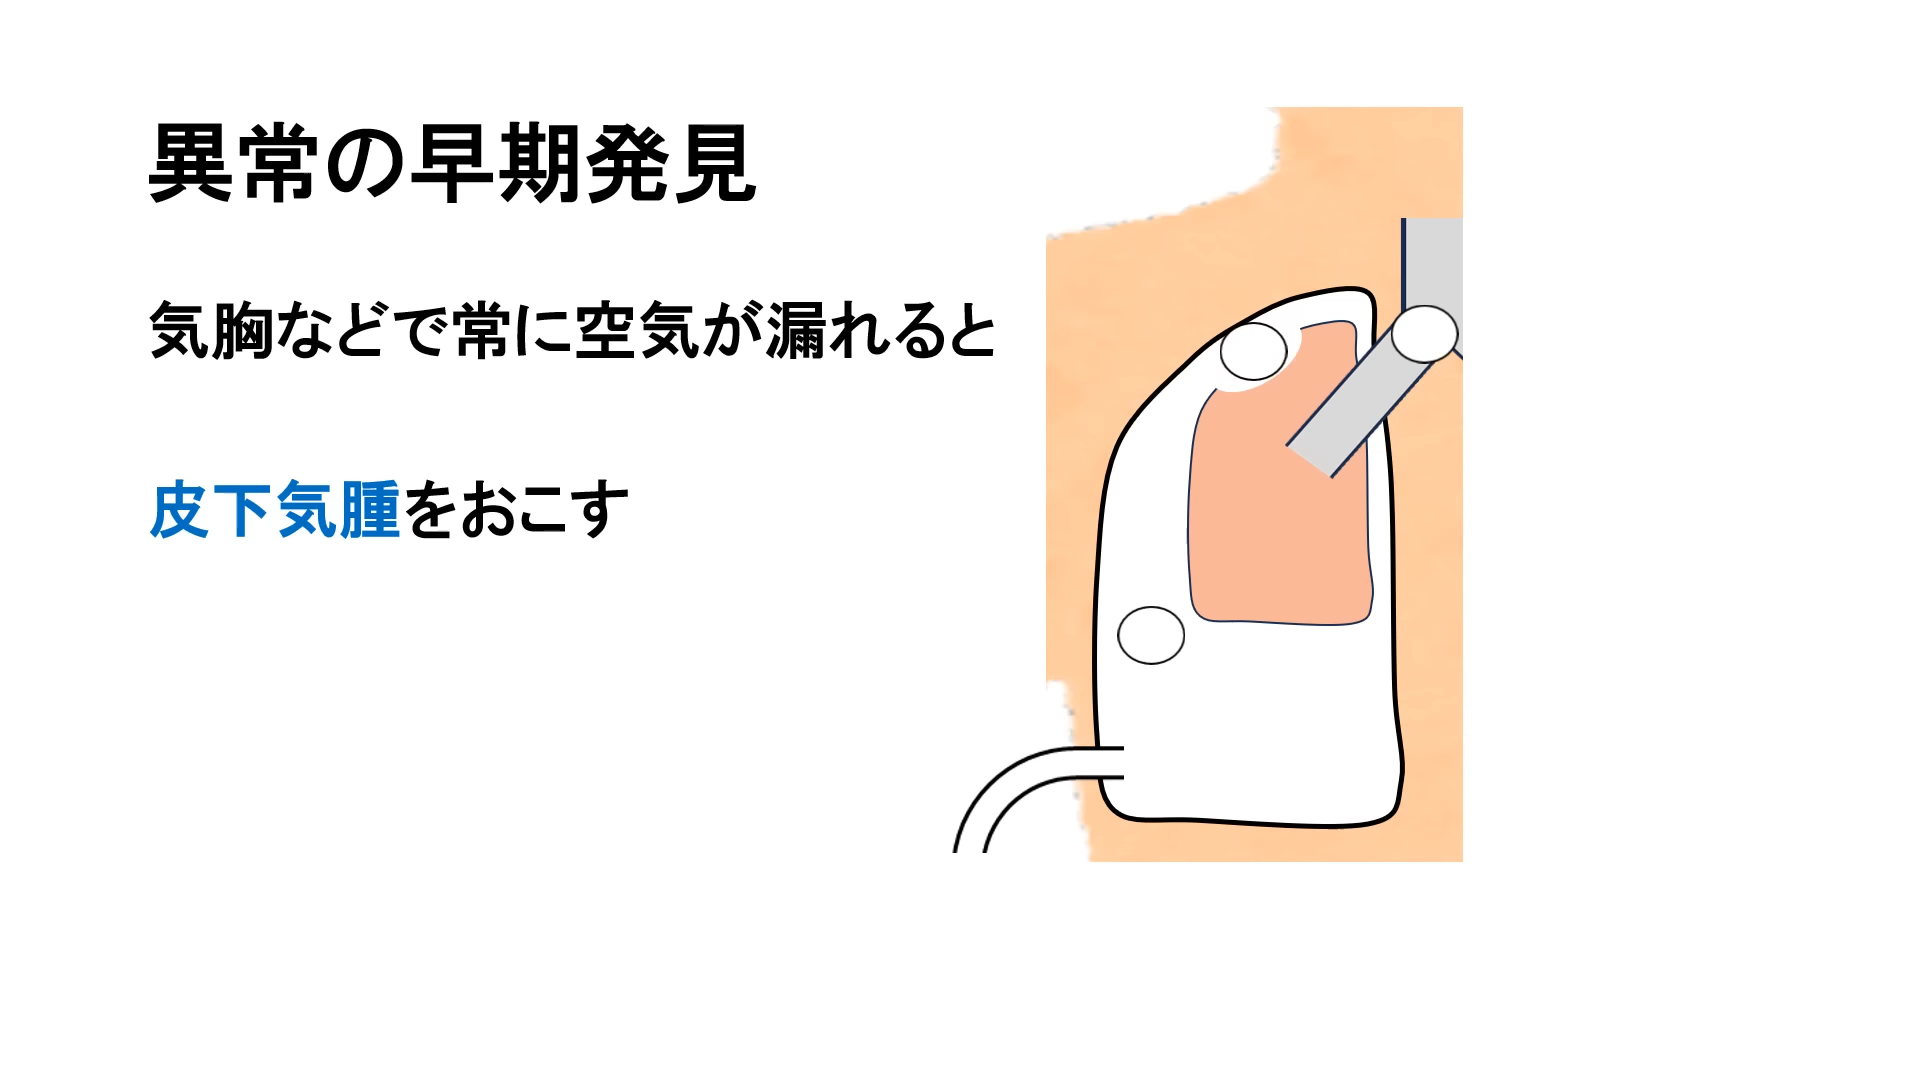 異常の早期発見
気胸などで常に空気が漏れると
皮下気腫をおこす